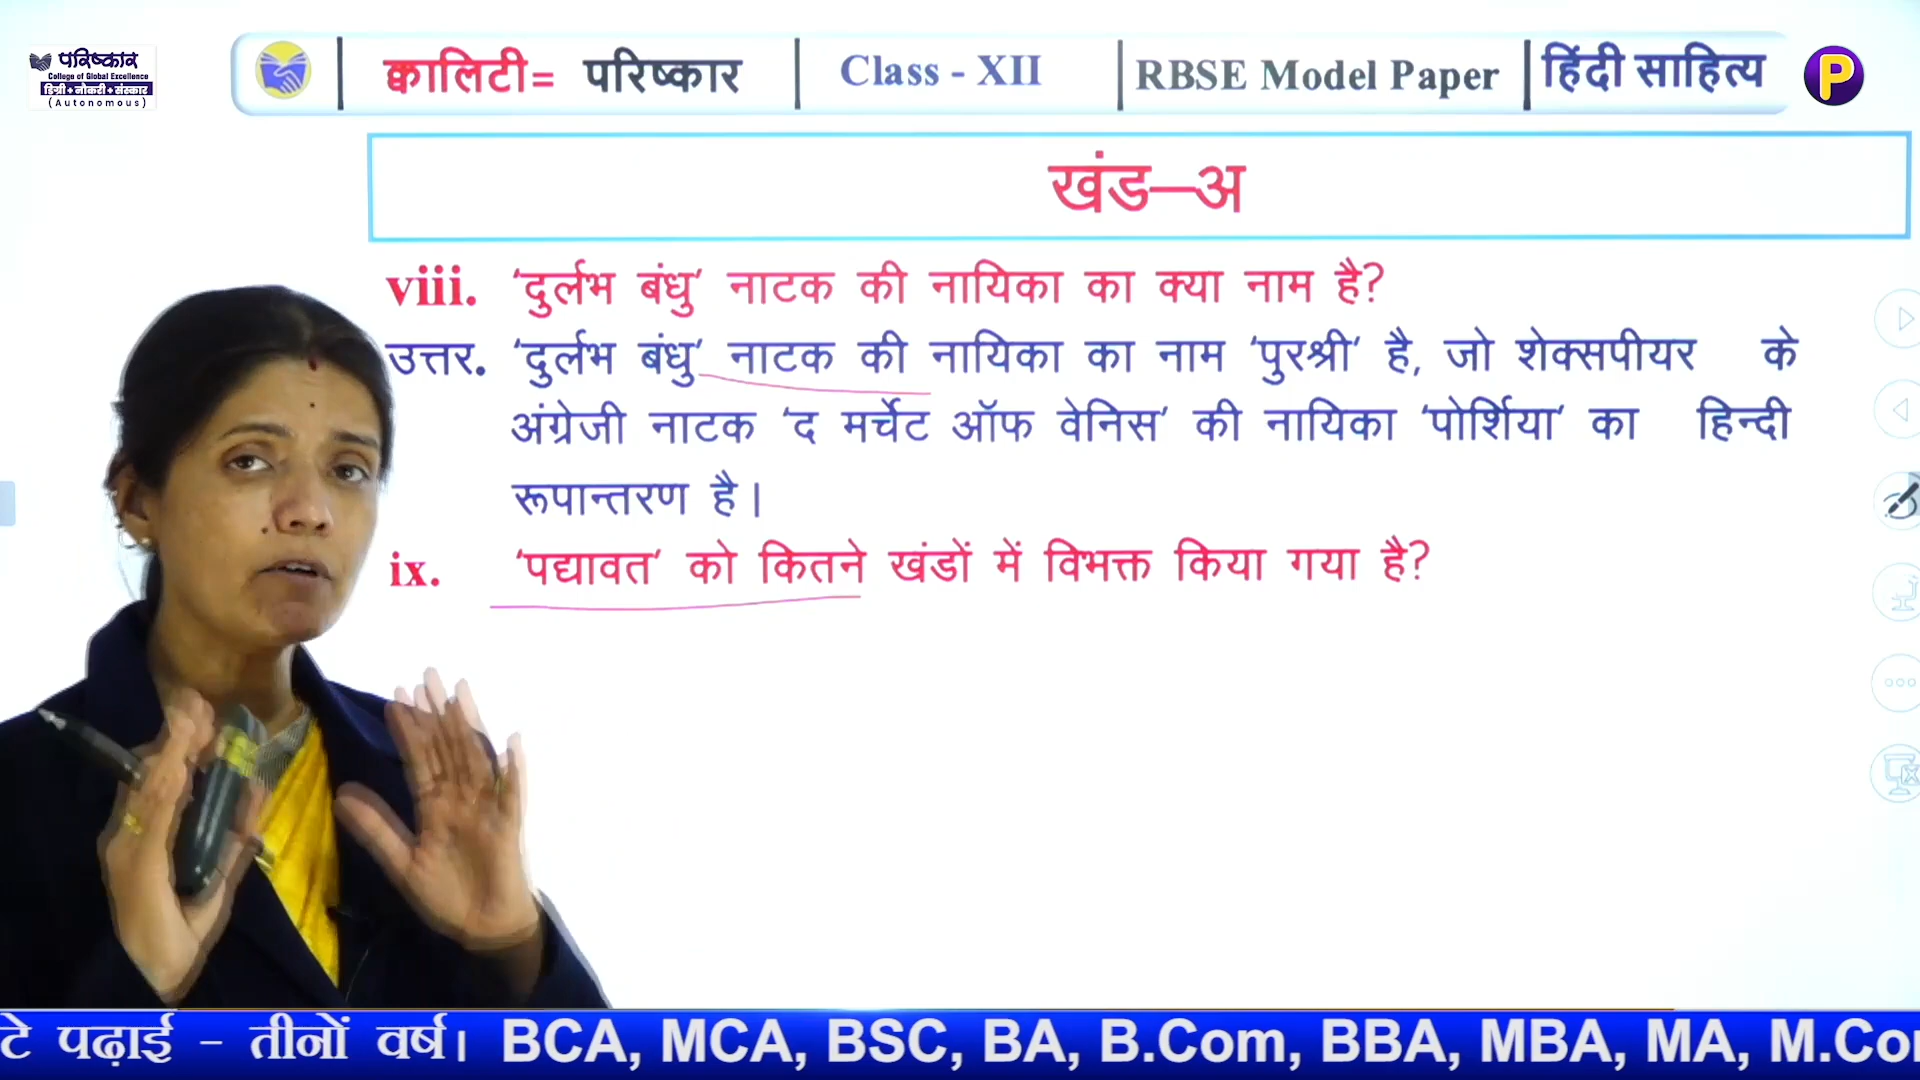 परिष्कार
College of Global Excellence
डिग्री + नौकरी + संस्कार
(Autonomous)
क्वालिटी= परिष्कार
Class - XII
RBSE Model Paper
हिंदी साहित्य
P
खंड—अ
viii. ‘दुर्लभ बंधु’ नाटक की नायिका का क्या नाम है?
उत्तर. ‘दुर्लभ बंधु’ नाटक की नायिका का नाम ‘पुरश्री’ है, जो शेक्सपीयर के
अंग्रेजी नाटक ‘द मर्चेट ऑफ वेनिस’ की नायिका ‘पोर्शिया’ का हिन्दी
रूपान्तरण है।
ix. ‘पद्यावत’ को कितने खंडों में विभक्त किया गया है?
टे पढ़ाई - तीनों वर्ष। BCA, MCA, BSC, BA, B.Com, BBA, MBA, MA, M.Co